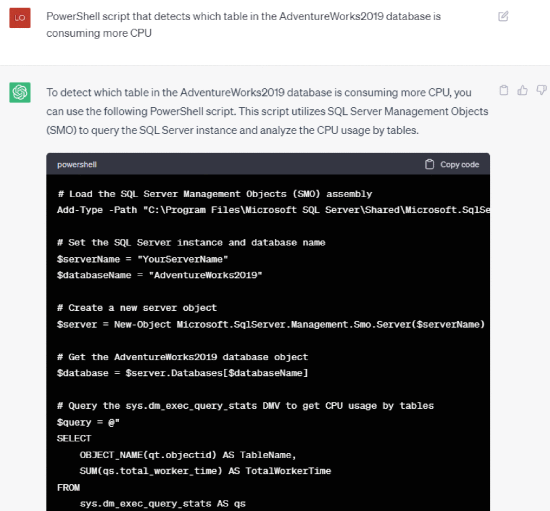 LO
PowerShell script that detects which table in the AdventureWorks2019 database is
consuming more CPU
To detect which table in the AdventureWorks2019 database is consuming more CPU, you
can use the following PowerShell script. This script utilizes SQL Server Management Objects
(SMO) to query the SQL Server instance and analyze the CPU usage by tables.
powershell
Copy code
# Load the SQL Server Management Objects (SMO) assembly
Add-Type -Path "C:\Program Files\Microsoft SQL Server\Shared\Microsoft.SqlSe
# Set the SQL Server instance and database name
$serverName = "YourServerName"
$databaseName = "AdventureWorks2019"
# Create a new server object
$server = New-Object Microsoft.SqlServer.Management.Smo.Server($serverName)
# Get the AdventureWorks2019 database object
$database = $server.Databases[$databaseName]
# Query the sys.dm_exec_query_stats DMV to get CPU usage by tables
$query = @"
SELECT
OBJECT_NAME(qt.objectid) AS TableName,
SUM(qs.total_worker_time) AS TotalWorkerTime
FROM
sys.dm_exec_query_stats AS qs